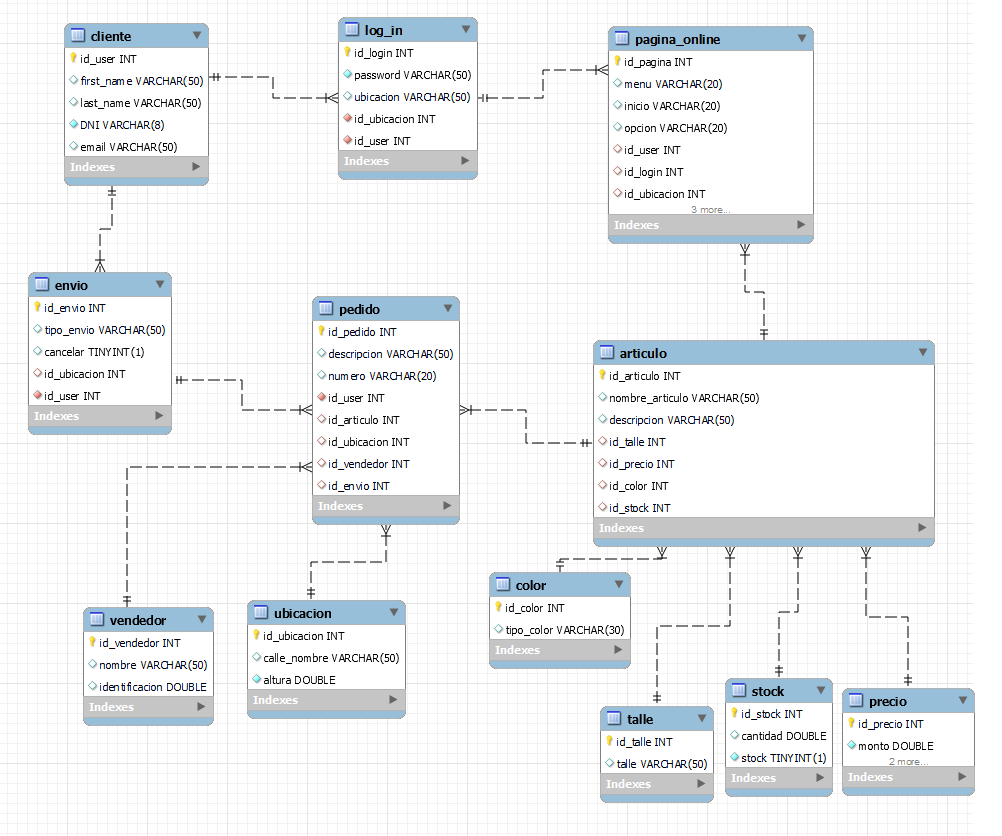 cliente
id_user INT
first_name VARCHAR(50)
last_name VARCHAR(50)
DNI VARCHAR(8)
email VARCHAR(50)
Indexes
log_in
id_login INT
password VARCHAR(50)
ubicacion VARCHAR(50)
id_ubicacion INT
id_user INT
Indexes
pagina_online
id_pagina INT
menu VARCHAR(20)
inicio VARCHAR(20)
opcion VARCHAR(20)
id_user INT
id_login INT
id_ubicacion INT
3 more...
Indexes
envio
id_envio INT
tipo_envio VARCHAR(50)
cancelar TINYINT(1)
id_ubicacion INT
id_user INT
Indexes
pedido
id_pedido INT
descripcion VARCHAR(50)
numero VARCHAR(20)
id_user INT
id_articulo INT
id_ubicacion INT
id_vendedor INT
id_envio INT
Indexes
articulo
id_articulo INT
nombre_articulo VARCHAR(50)
descripcion VARCHAR(50)
id_talle INT
id_precio INT
id_color INT
id_stock INT
Indexes
vendedor
id_vendedor INT
nombre VARCHAR(50)
identificacion DOUBLE
Indexes
ubicacion
id_ubicacion INT
calle_nombre VARCHAR(50)
altura DOUBLE
Indexes
color
id_color INT
tipo_color VARCHAR(30)
Indexes
talle
id_talle INT
talle VARCHAR(50)
Indexes
stock
id_stock INT
cantidad DOUBLE
stock TINYINT(1)
Indexes
precio
id_precio INT
monto DOUBLE
2 more...
Indexes